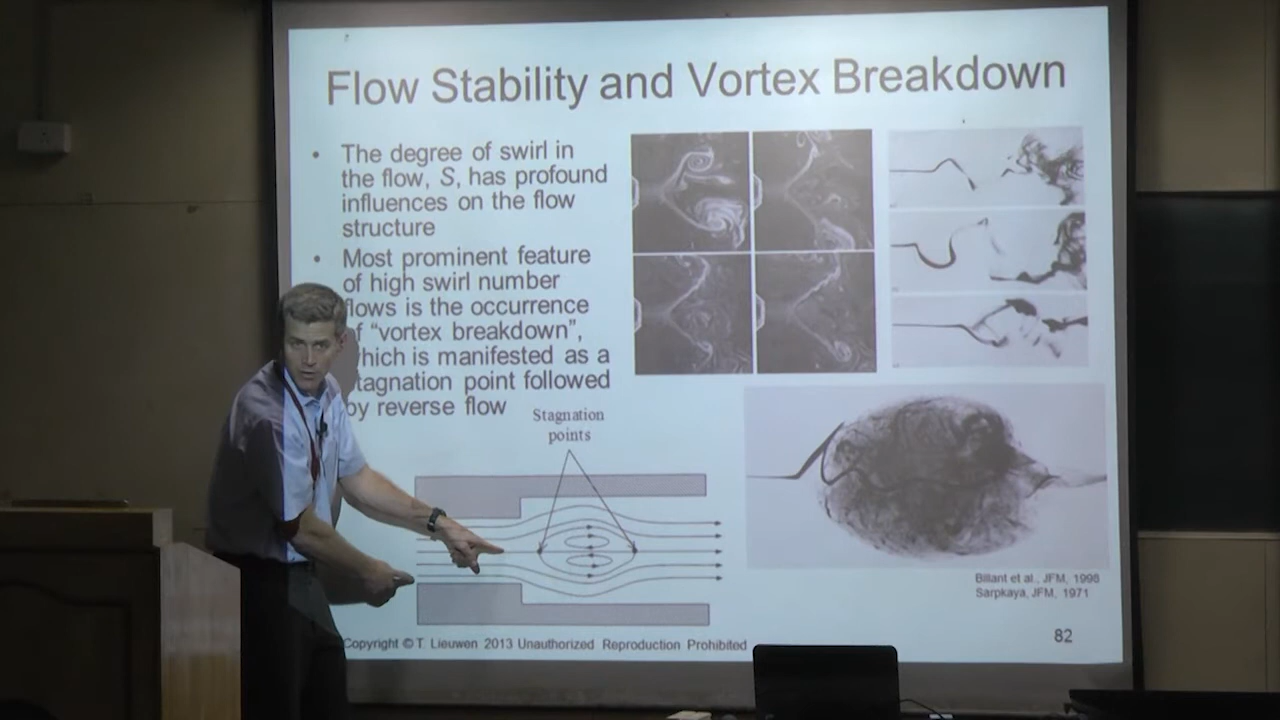 Flow Stability and Vortex Breakdown
• The degree of swirl in
the flow, S, has profound
influences on the flow
structure
• Most prominent feature
of high swirl number
flows is the occurrence
of “vortex breakdown”,
which is manifested as a
stagnation point followed
by reverse flow
Stagnation
points
Billant et al., JFM, 1998
Sarpkaya, JFM, 1971
Copyright © T. Lieuwen 2013 Unauthorized Reproduction Prohibited
82